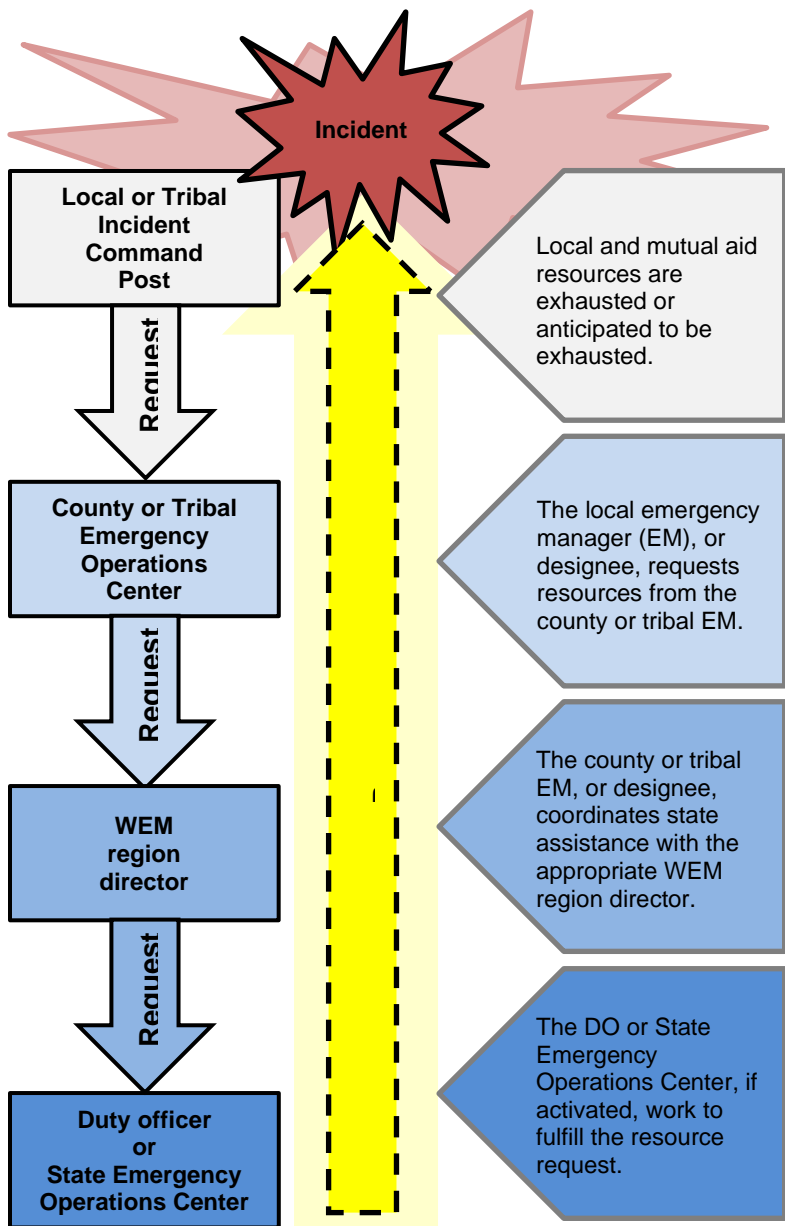 Incident
Local or Tribal
Incident
Command
Post
Local and mutual aid
resources are
exhausted or
anticipated to be
exhausted.
Request
County or Tribal
Emergency
Operations
Center
The local emergency
manager (EM), or
designee, requests
resources from the
county or tribal EM.
Request
WEM
region
director
The county or tribal
EM, or designee,
coordinates state
assistance with the
appropriate WEM
region director.
Request
Duty officer
or
State Emergency
Operations Center
The DO or State
Emergency
Operations Center, if
activated, work to
fulfill the resource
request.